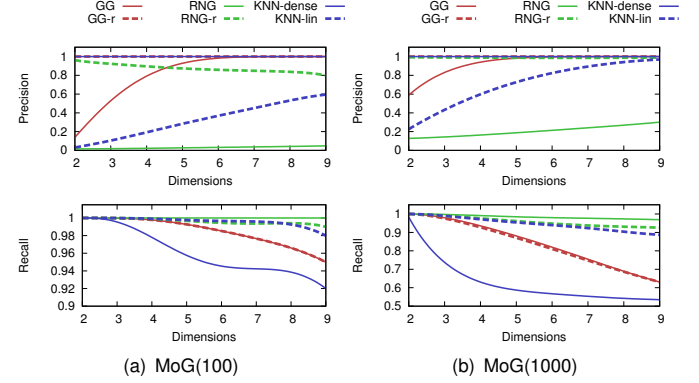 GG RNG KNN-dense
GG-r RNG-r KNN-lin
1
0.8
0.6
0.4
0.2
0
Precision
2 3 4 5 6 7 8 9
Dimensions
1
0.98
0.96
0.94
0.92
0.9
Recall
2 3 4 5 6 7 8 9
Dimensions
(a) MoG(100)
GG RNG KNN-dense
GG-r RNG-r KNN-lin
1
0.8
0.6
0.4
0.2
0
Precision
2 3 4 5 6 7 8 9
Dimensions
1
0.9
0.8
0.7
0.6
0.5
Recall
2 3 4 5 6 7 8 9
Dimensions
(b) MoG(1000)